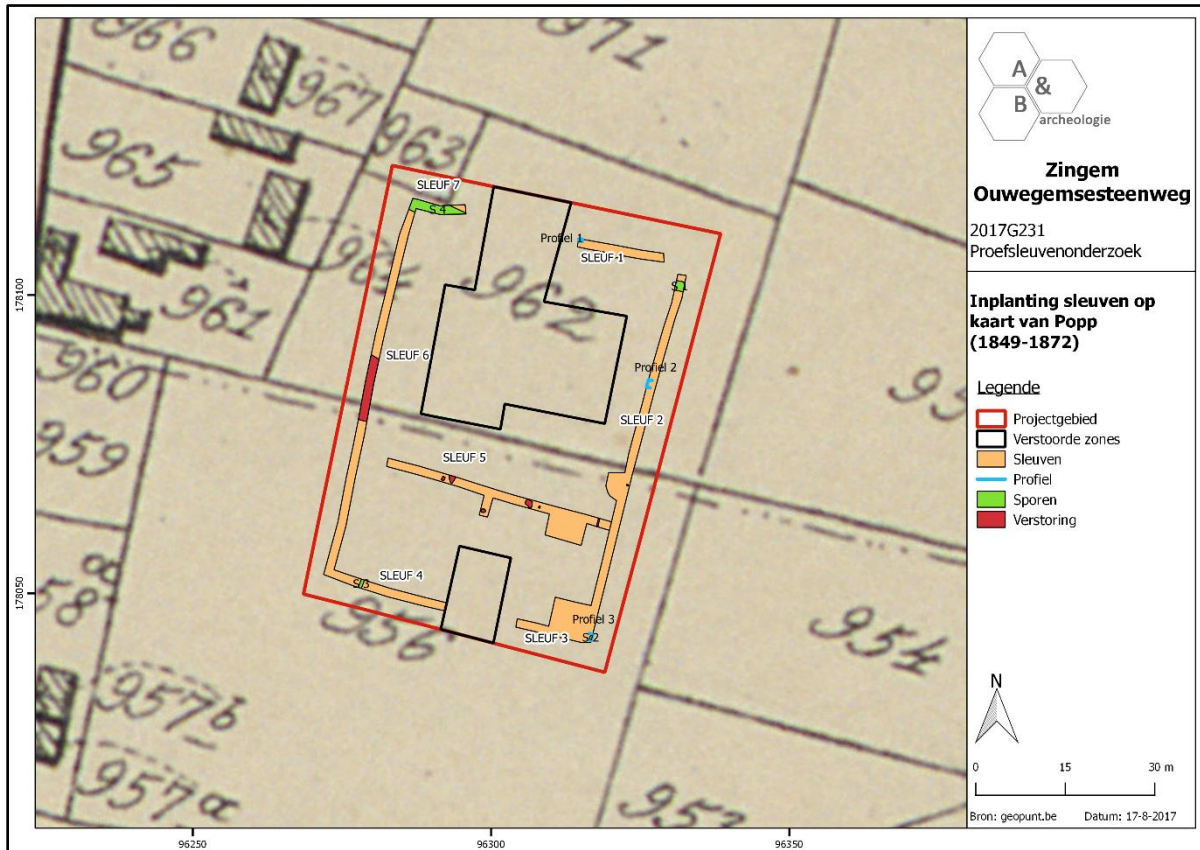 966
967
971
965
963
964
962
961
960
959
958
a
956
957b
957a
954
SLEUF 7
S 4
Profiel 1
SLEUF 1
S 1
SLEUF 6
Profiel 2
SLEUF 2
SLEUF 5
S 3
SLEUF 4
Profiel 3
SLEUF 3
S 2
178100
178050
96250
96300
96350
A
&
B
archeologie
Zingem
Ouwegemsesteenweg
2017G231
Proefsleuvenonderzoek
Inplanting sleuven op
kaart van Popp
(1849-1872)
Legende
Projectgebied
Verstoorde zones
Sleuven
Profiel
Sporen
Verstoring
N
0 15 30 m
Bron: geopunt.be Datum: 17-8-2017